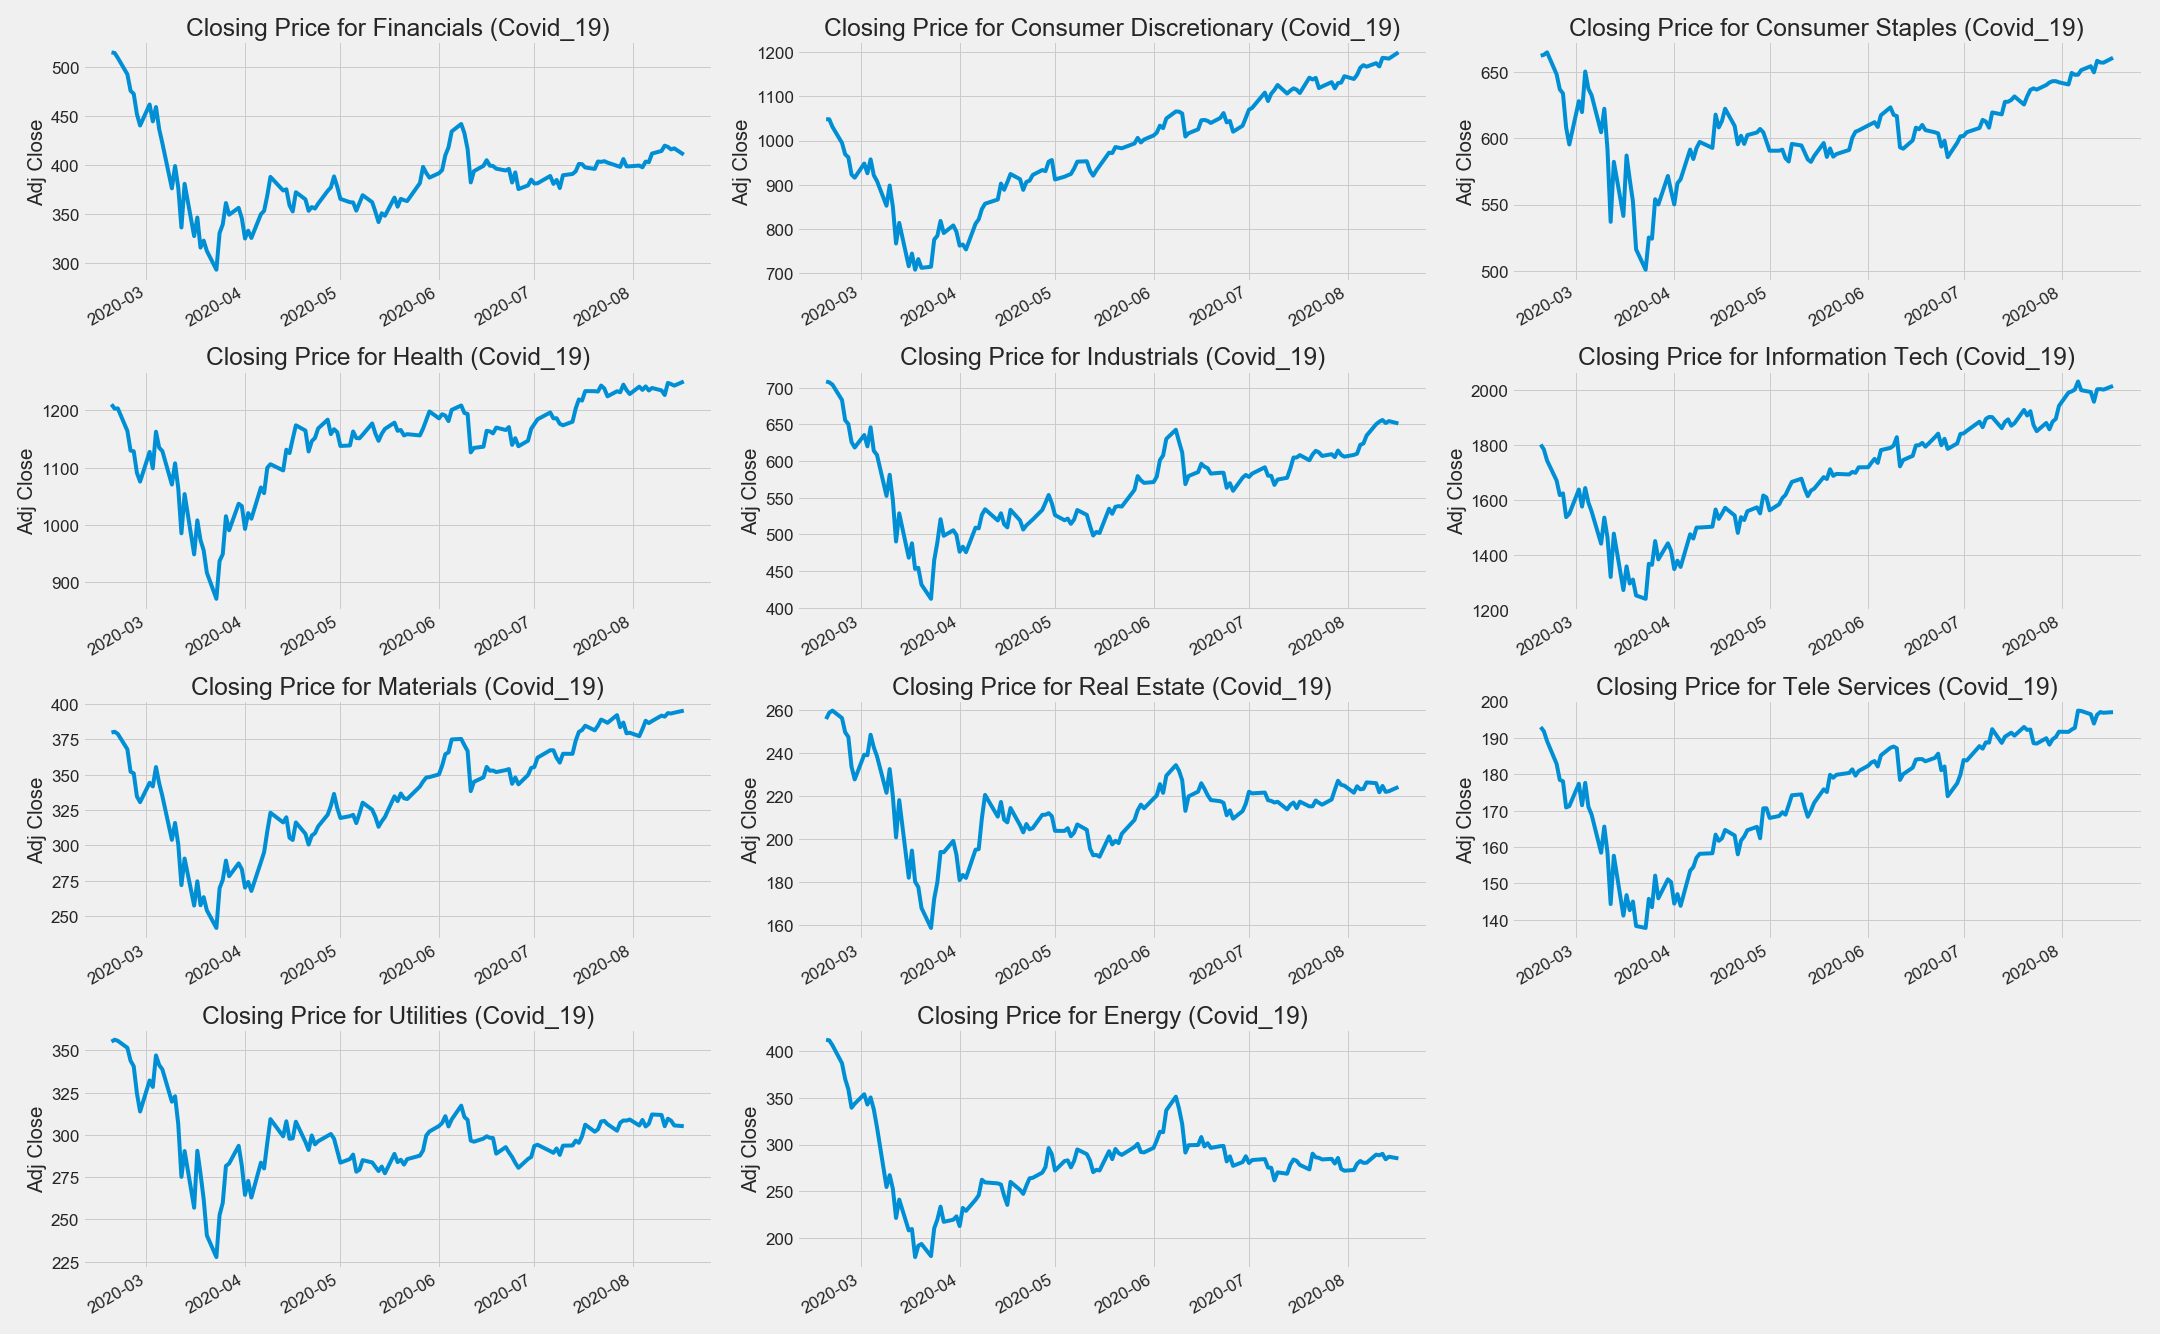 Closing Price for Financials (Covid_19)
Adj Close
500
450
400
350
300
2020-03 2020-04 2020-05 2020-06 2020-07 2020-08
Closing Price for Consumer Discretionary (Covid_19)
Adj Close
1200
1100
1000
900
800
700
2020-03 2020-04 2020-05 2020-06 2020-07 2020-08
Closing Price for Consumer Staples (Covid_19)
Adj Close
650
600
550
500
2020-03 2020-04 2020-05 2020-06 2020-07 2020-08
Closing Price for Health (Covid_19)
Adj Close
1200
1100
1000
900
2020-03 2020-04 2020-05 2020-06 2020-07 2020-08
Closing Price for Industrials (Covid_19)
Adj Close
700
650
600
550
500
450
400
2020-03 2020-04 2020-05 2020-06 2020-07 2020-08
Closing Price for Information Tech (Covid_19)
Adj Close
2000
1800
1600
1400
1200
2020-03 2020-04 2020-05 2020-06 2020-07 2020-08
Closing Price for Materials (Covid_19)
Adj Close
400
375
350
325
300
275
250
2020-03 2020-04 2020-05 2020-06 2020-07 2020-08
Closing Price for Real Estate (Covid_19)
Adj Close
260
240
220
200
180
160
2020-03 2020-04 2020-05 2020-06 2020-07 2020-08
Closing Price for Tele Services (Covid_19)
Adj Close
200
190
180
170
160
150
140
2020-03 2020-04 2020-05 2020-06 2020-07 2020-08
Closing Price for Utilities (Covid_19)
Adj Close
350
325
300
275
250
225
2020-03 2020-04 2020-05 2020-06 2020-07 2020-08
Closing Price for Energy (Covid_19)
Adj Close
400
350
300
250
200
2020-03 2020-04 2020-05 2020-06 2020-07 2020-08